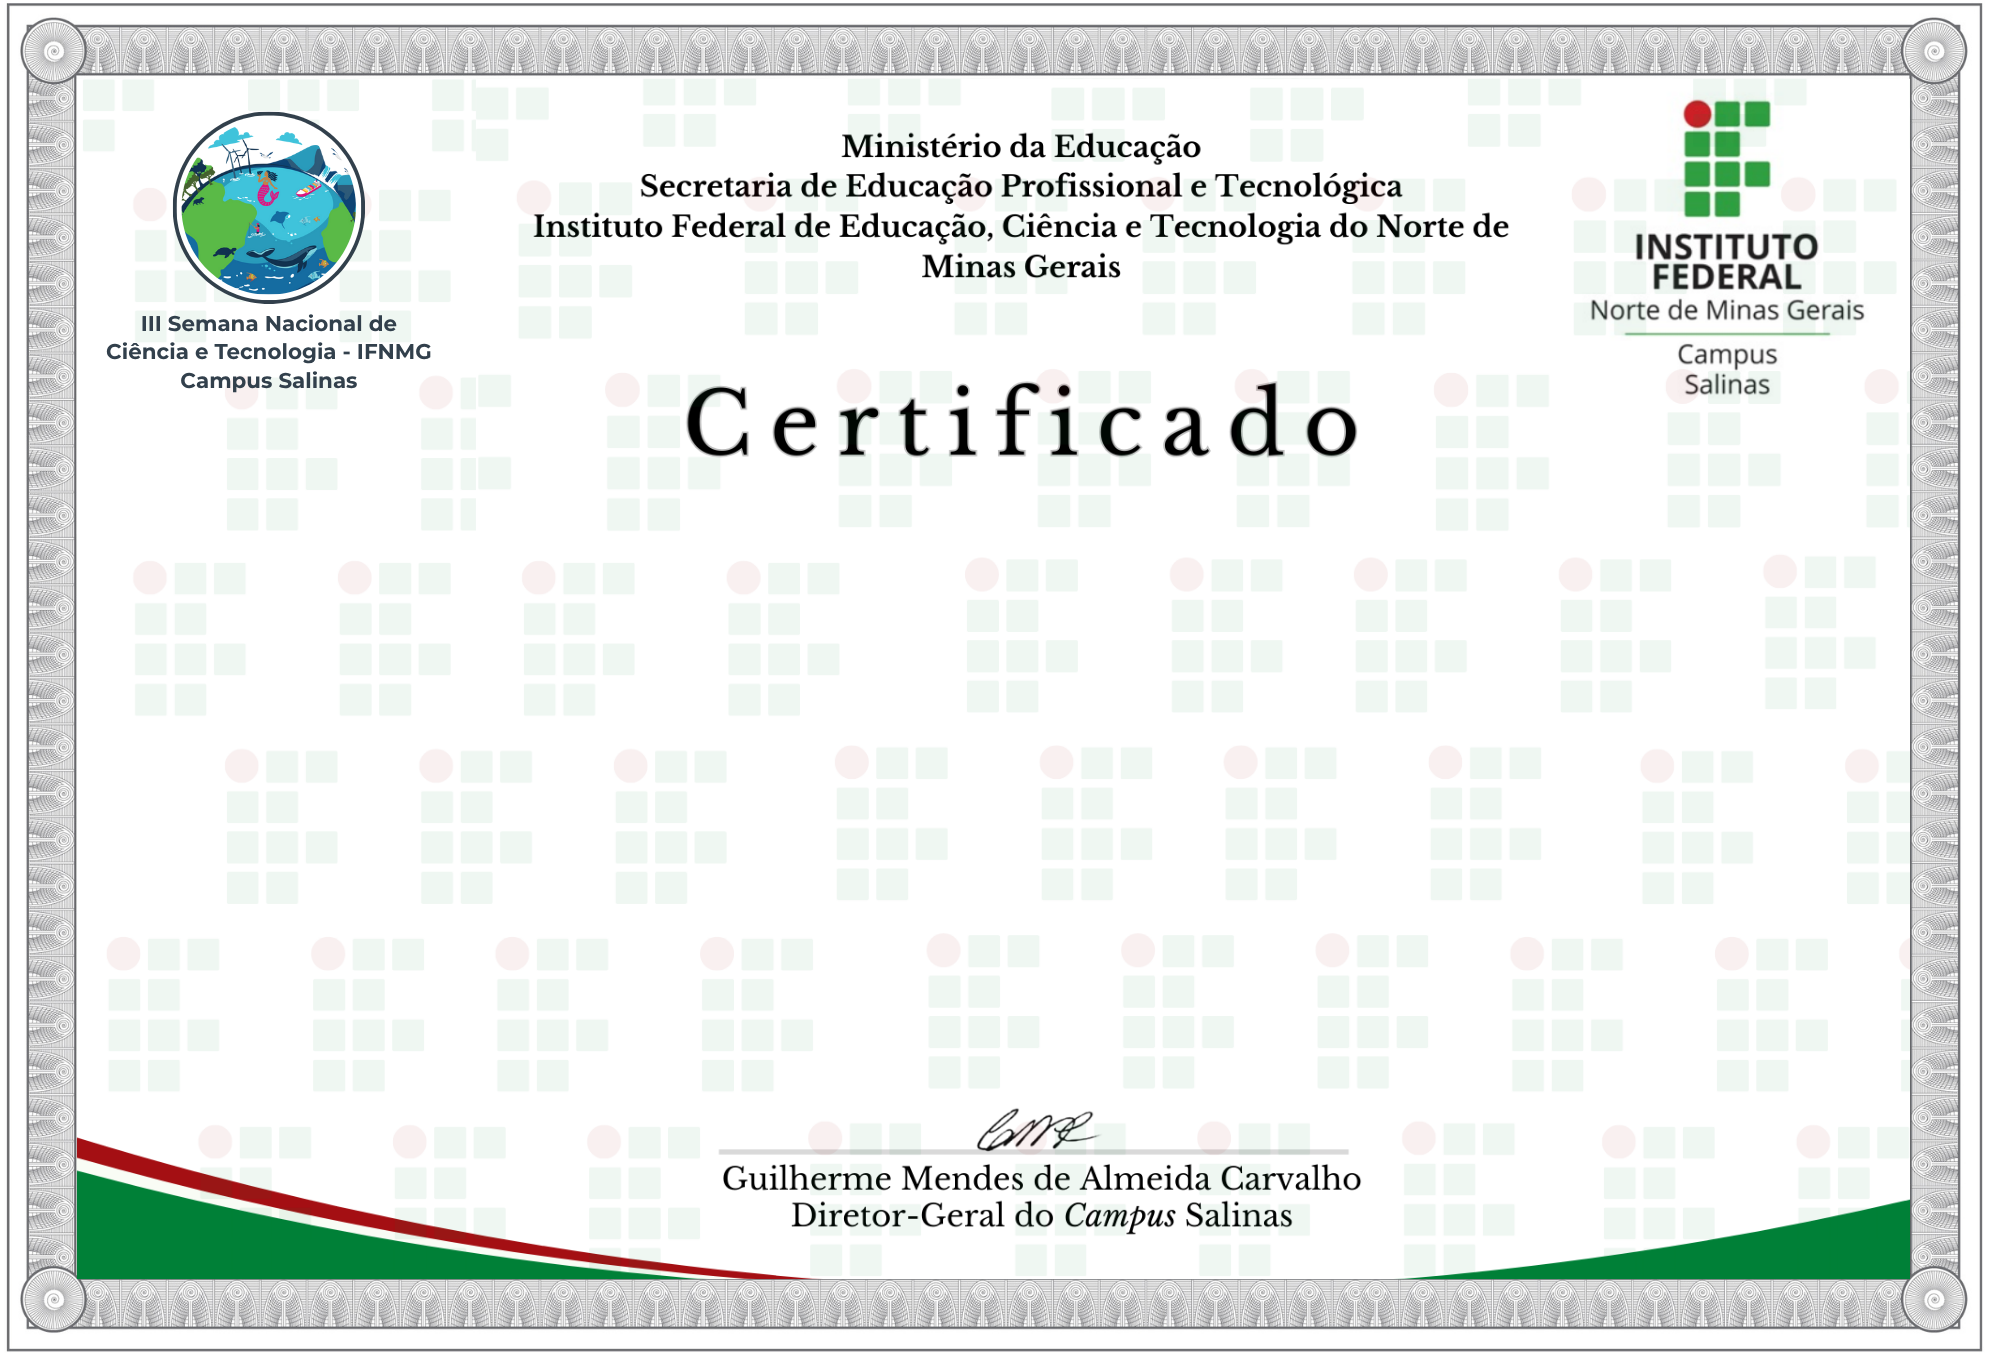 Ministério da Educação
Secretaria de Educação Profissional e Tecnológica
Instituto Federal de Educação, Ciência e Tecnologia do Norte de
Minas Gerais
III Semana Nacional de
Ciência e Tecnologia - IFNMG
Campus Salinas
INSTITUTO
FEDERAL
Norte de Minas Gerais
Campus
Salinas
Certificado
Guilherme Mendes de Almeida Carvalho
Diretor-Geral do Campus Salinas